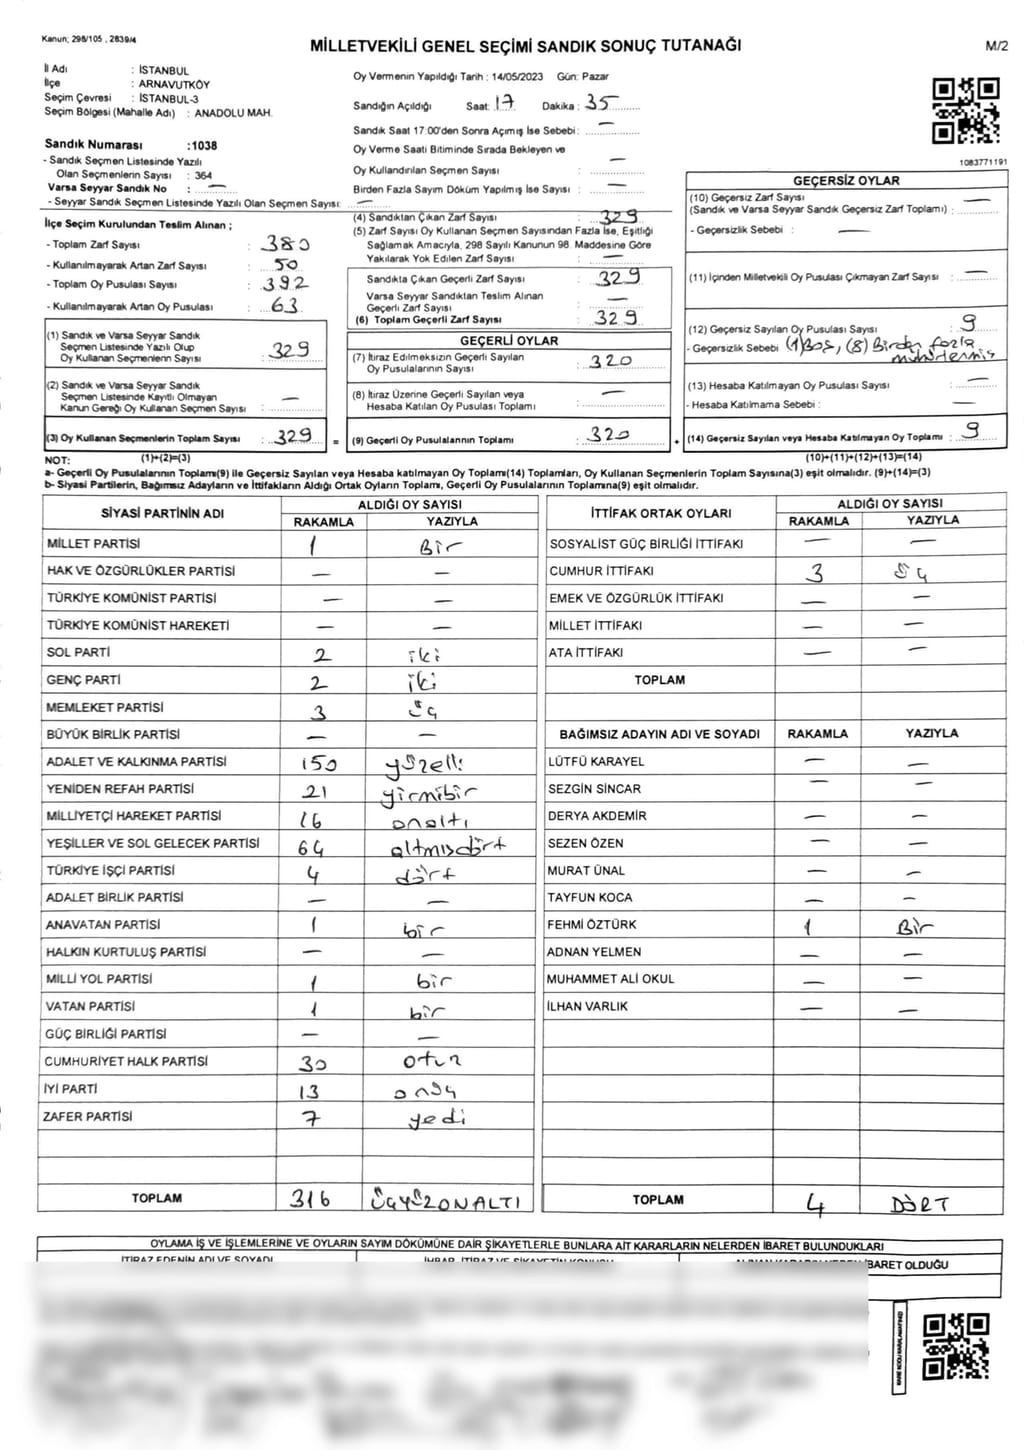 Kanun; 298/105 , 2839/4
MİLLETVEKİLİ GENEL SEÇİMİ SANDIK SONUÇ TUTANAĞI
M/2
İl Adı : İSTANBUL
İlçe : ARNAVUTKÖY
Seçim Çevresi : İSTANBUL-3
Seçim Bölgesi (Mahalle Adı) : ANADOLU MAH.
Sandık Numarası :1038
- Sandık Seçmen Listesinde Yazılı
Olan Seçmenlerin Sayısı : 364
Varsa Seyyar Sandık No : —
- Seyyar Sandık Seçmen Listesinde Yazılı Olan Seçmen Sayısı: —
Oy Vermenin Yapıldığı Tarih : 14/05/2023 Gün: Pazar
Sandığın Açıldığı Saat: 17 Dakika : 35
Sandık Saat 17:00'den Sonra Açımış İse Sebebi: —
Oy Verme Saati Bitiminde Sırada Bekleyen ve
Oy Kullandırılan Seçmen Sayısı : —
Birden Fazla Sayım Döküm Yapılmış İse Sayısı : —
1083771191
İlçe Seçim Kurulundan Teslim Alınan ;
- Toplam Zarf Sayısı : 380
- Kullanılmayarak Artan Zarf Sayısı : 50
- Toplam Oy Pusulası Sayısı : 392
- Kullanılmayarak Artan Oy Pusulası : 63
(1) Sandık ve Varsa Seyyar Sandık
Seçmen Listesinde Yazılı Olup
Oy Kullanan Seçmenlerin Sayısı : 329
(2) Sandık ve Varsa Seyyar Sandık
Seçmen Listesinde Kayıtlı Olmayan
Kanun Gereği Oy Kullanan Seçmen Sayısı : —
(3) Oy Kullanan Seçmenlerin Toplam Sayısı : 329 =
(4) Sandıktan Çıkan Zarf Sayısı : 329
(5) Zarf Sayısı Oy Kullanan Seçmen Sayısından Fazla İse, Eşitliği
Sağlamak Amacıyla, 298 Sayılı Kanunun 98. Maddesine Göre
Yakılarak Yok Edilen Zarf Sayısı : —
Sandıkta Çıkan Geçerli Zarf Sayısı : 329
Varsa Seyyar Sandıktan Teslim Alınan
Geçerli Zarf Sayısı : —
(6) Toplam Geçerli Zarf Sayısı : 329
GEÇERLİ OYLAR
(7) İtiraz Edilmeksizin Geçerli Sayılan
Oy Pusulalarının Sayısı : 320
(8) İtiraz Üzerine Geçerli Sayılan veya
Hesaba Katılan Oy Pusulası Toplamı : —
(9) Geçerli Oy Pusulalarının Toplamı : 320 +
GEÇERSİZ OYLAR
(10) Geçersiz Zarf Sayısı
(Sandık ve Varsa Seyyar Sandık Geçersiz Zarf Toplamı) : —
- Geçersizlik Sebebi : —
(11) İçinden Milletvekili Oy Pusulası Çıkmayan Zarf Sayısı : —
(12) Geçersiz Sayılan Oy Pusulası Sayısı : 9
- Geçersizlik Sebebi (1) Boş, (8) Birden fazla
mühürlenmiş
(13) Hesaba Katılmayan Oy Pusulası Sayısı : —
- Hesaba Katılmama Sebebi : —
(14) Geçersiz Sayılan veya Hesaba Katılmayan Oy Toplamı : 9
NOT: (1)+(2)=(3) (10)+(11)+(12)+(13)=(14)
a- Geçerli Oy Pusulalarının Toplamı(9) ile Geçersiz Sayılan veya Hesaba katılmayan Oy Toplamı(14) Toplamları, Oy Kullanan Seçmenlerin Toplam Sayısına(3) eşit olmalıdır. (9)+(14)=(3)
b- Siyasi Partilerin, Bağımsız Adayların ve İttifakların Aldığı Ortak Oyların Toplamı, Geçerli Oy Pusulalarının Toplamına(9) eşit olmalıdır.
SİYASİ PARTİNİN ADI ALDIĞI OY SAYISI
RAKAMLA YAZIYLA
MİLLET PARTİSİ 1 Bir
HAK VE ÖZGÜRLÜKLER PARTİSİ — —
TÜRKİYE KOMÜNİST PARTİSİ — —
TÜRKİYE KOMÜNİST HAREKETİ — —
SOL PARTİ 2 iki
GENÇ PARTİ 2 iki
MEMLEKET PARTİSİ 3 üç
BÜYÜK BİRLİK PARTİSİ — —
ADALET VE KALKINMA PARTİSİ 150 yüzelli
YENİDEN REFAH PARTİSİ 21 yirmibir
MİLLİYETÇİ HAREKET PARTİSİ 16 onaltı
YEŞİLLER VE SOL GELECEK PARTİSİ 64 altmışdört
TÜRKİYE İŞÇİ PARTİSİ 4 dört
ADALET BİRLİK PARTİSİ — —
ANAVATAN PARTİSİ 1 bir
HALKIN KURTULUŞ PARTİSİ — —
MİLLİ YOL PARTİSİ 1 bir
VATAN PARTİSİ 1 bir
GÜÇ BİRLİĞİ PARTİSİ — —
CUMHURİYET HALK PARTİSİ 30 otuz
İYİ PARTİ 13 onüç
ZAFER PARTİSİ 7 yedi
TOPLAM 316 ÜÇYÜZONALTI
İTTİFAK ORTAK OYLARI ALDIĞI OY SAYISI
RAKAMLA YAZIYLA
SOSYALİST GÜÇ BİRLİĞİ İTTİFAKI — —
CUMHUR İTTİFAKI 3 üç
EMEK VE ÖZGÜRLÜK İTTİFAKI — —
MİLLET İTTİFAKI — —
ATA İTTİFAKI — —
TOPLAM
BAĞIMSIZ ADAYIN ADI VE SOYADI RAKAMLA YAZIYLA
LÜTFÜ KARAYEL — —
SEZGİN SİNCAR — —
DERYA AKDEMİR — —
SEZEN ÖZEN — —
MURAT ÜNAL — —
TAYFUN KOCA — —
FEHMİ ÖZTÜRK 1 Bir
ADNAN YELMEN — —
MUHAMMET ALİ OKUL — —
İLHAN VARLIK — —
TOPLAM 4 DÖRT
OYLAMA İŞ VE İŞLEMLERİNE VE OYLARIN SAYIM DÖKÜMÜNE DAİR ŞİKAYETLERLE BUNLARA AİT KARARLARIN NELERDEN İBARET BULUNDUKLARI
İTİRAZ EDENİN ADI VE SOYADI
BARET OLDUĞU